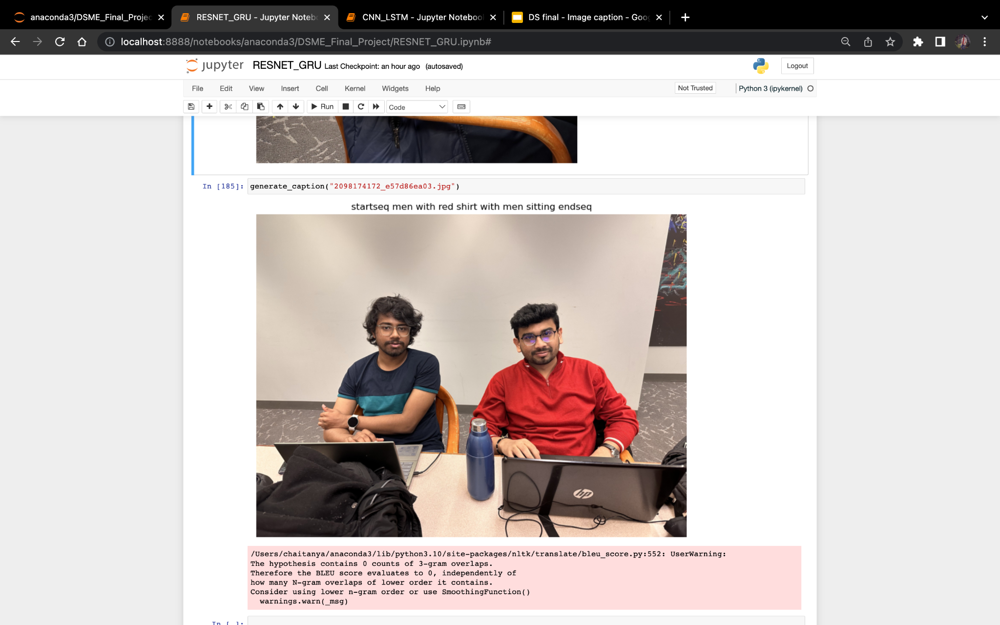 anaconda3/DSME_Final_Projec
RESNET_GRU - Jupyter Noteb
CNN_LSTM - Jupyter Noteboo
DS final - Image caption - Goo
localhost:8888/notebooks/anaconda3/DSME_Final_Project/RESNET_GRU.ipynb#
jupyter RESNET_GRU Last Checkpoint: an hour ago (autosaved)
Logout
File Edit View Insert Cell Kernel Widgets Help
Not Trusted
Python 3 (ipykernel)
Run
Code
In [185]: generate_caption("2098174172_e57d86ea03.jpg")
startseq men with red shirt with men sitting endseq
hp
/Users/chaitanya/anaconda3/lib/python3.10/site-packages/nltk/translate/bleu_score.py:552: UserWarning:
The hypothesis contains 0 counts of 3-gram overlaps.
Therefore the BLEU score evaluates to 0, independently of
how many N-gram overlaps of lower order it contains.
Consider using lower n-gram order or use SmoothingFunction()
warnings.warn(_msg)
In [ ]: